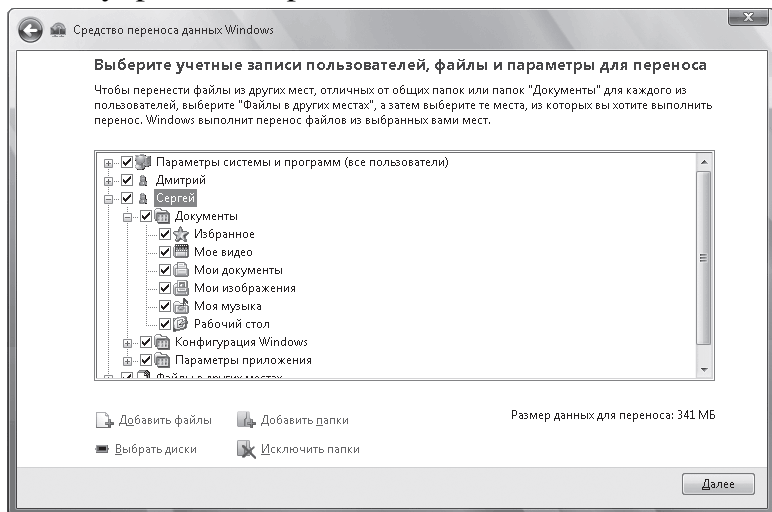 Средство переноса данных Windows
Выберите учетные записи пользователей, файлы и параметры для переноса
Чтобы перенести файлы из других мест, отличных от общих папок или папок "Документы" для каждого из
пользователей, выберите "Файлы в других местах", а затем выберите те места, из которых вы хотите выполнить
перенос. Windows выполнит перенос файлов из выбранных вами мест.
Параметры системы и программ (все пользователи)
Дмитрий
Сергей
Документы
Избранное
Мое видео
Мои документы
Мои изображения
Моя музыка
Рабочий стол
Конфигурация Windows
Параметры приложения
Файлы в других местах
Добавить файлы
Добавить папки
Размер данных для переноса: 341 МБ
Выбрать диски
Исключить папки
Далее